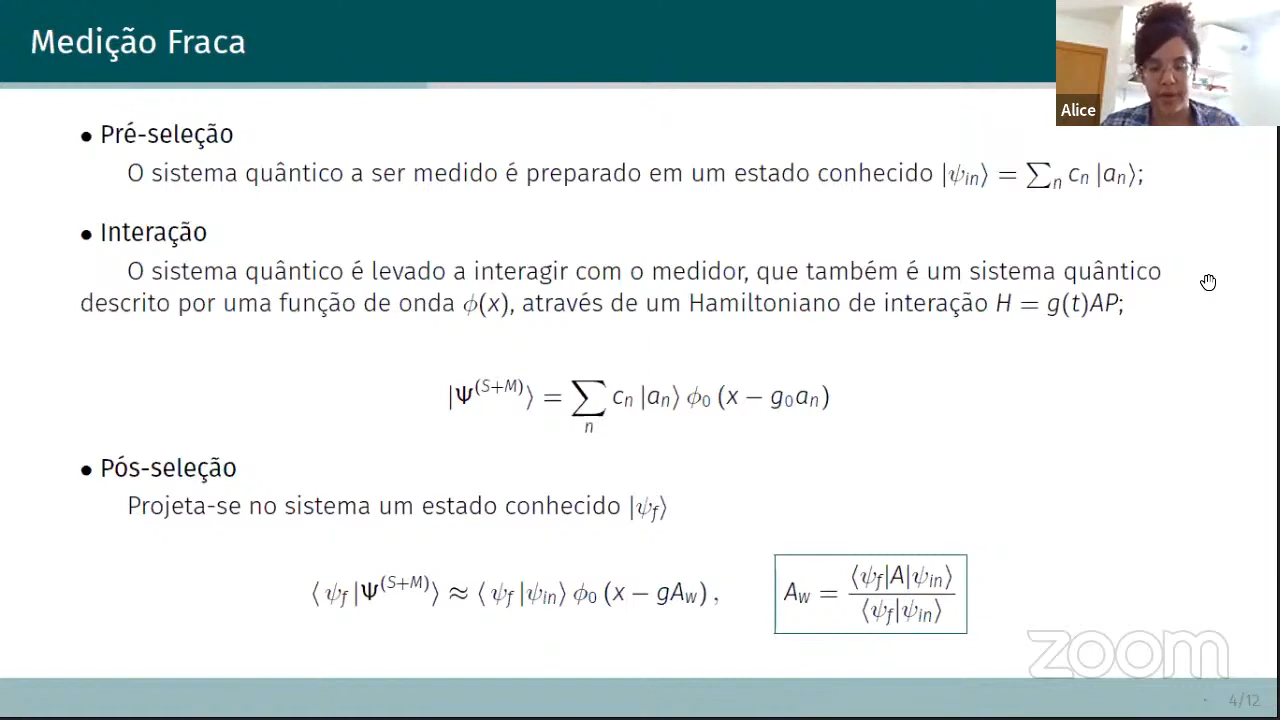 Medição Fraca
Alice
• Pré-seleção
O sistema quântico a ser medido é preparado em um estado conhecido |ψ_in⟩ = ∑_n c_n |a_n⟩;
• Interação
O sistema quântico é levado a interagir com o medidor, que também é um sistema quântico
descrito por uma função de onda ϕ(x), através de um Hamiltoniano de interação H = g(t)AP;
|Ψ^(S+M)⟩ = ∑_n c_n |a_n⟩ ϕ_0 (x − g_0 a_n)
• Pós-seleção
Projeta-se no sistema um estado conhecido |ψ_f⟩
⟨ψ_f|Ψ^(S+M)⟩ ≈ ⟨ψ_f|ψ_in⟩ ϕ_0 (x − gA_w), A_w = ⟨ψ_f|A|ψ_in⟩ / ⟨ψ_f|ψ_in⟩
zoom
4/12